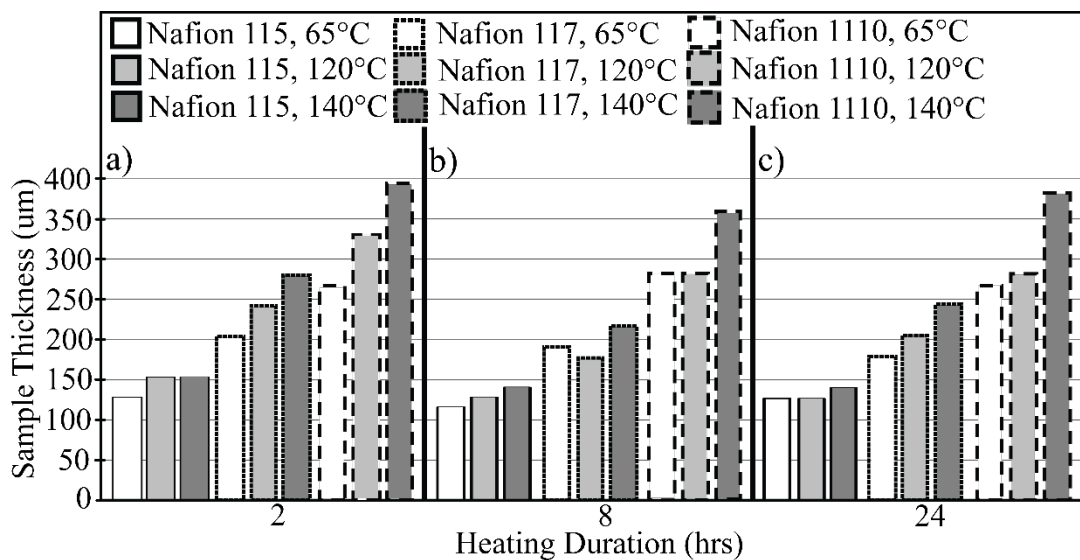 Nafion 115, 65°C Nafion 117, 65°C Nafion 1110, 65°C
Nafion 115, 120°C Nafion 117, 120°C Nafion 1110, 120°C
Nafion 115, 140°C Nafion 117, 140°C Nafion 1110, 140°C
a) b) c)
Sample Thickness (um)
400
350
300
250
200
150
100
50
0
2 8 24
Heating Duration (hrs)